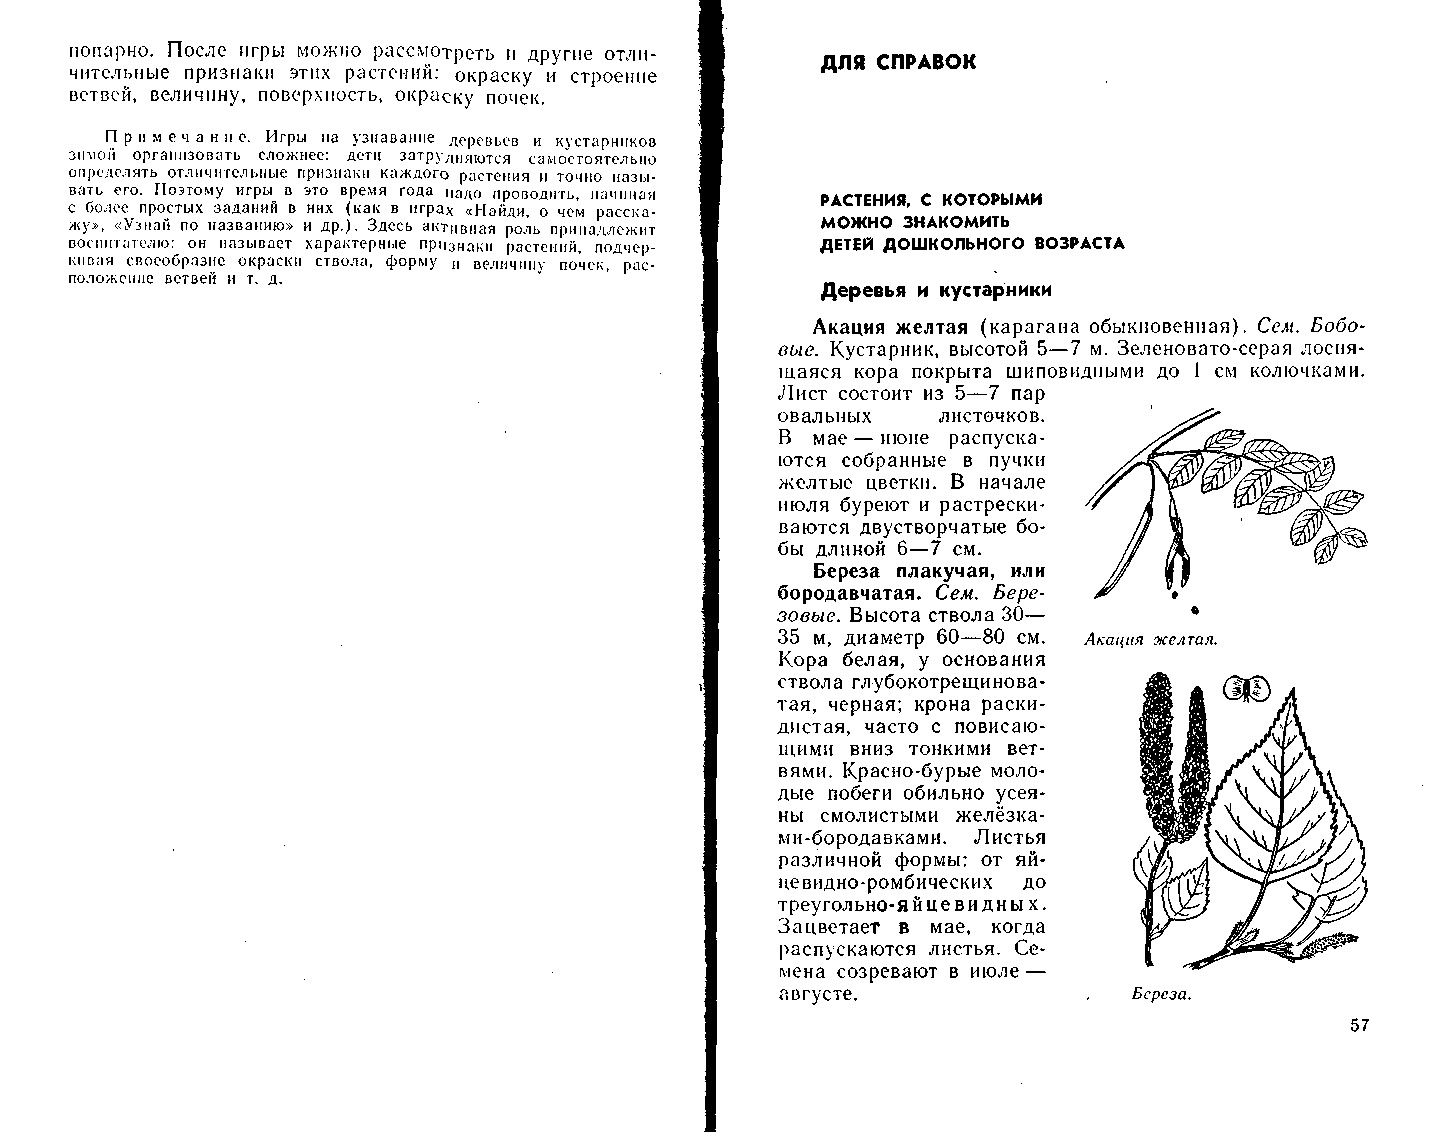 попарно. После игры можно рассмотреть и другие отли-
чительные признаки этих растений: окраску и строение
ветвей, величину, поверхность, окраску почек.
Примечание. Игры на узнавание деревьев и кустарников
зимой организовать сложнее: дети затрудняются самостоятельно
определять отличительные признаки каждого растения и точно назы-
вать его. Поэтому игры в это время года надо проводить, начиная
с более простых заданий в них (как в играх «Найди, о чем расска-
жу», «Узнай по названию» и др.). Здесь активная роль принадлежит
воспитателю: он называет характерные признаки растений, подчер-
кивая своеобразие окраски ствола, форму и величину почек, рас-
положение ветвей и т. д.
ДЛЯ СПРАВОК
РАСТЕНИЯ, С КОТОРЫМИ
МОЖНО ЗНАКОМИТЬ
ДЕТЕЙ ДОШКОЛЬНОГО ВОЗРАСТА
Деревья и кустарники
Акация желтая (карагана обыкновенная). Сем. Бобо-
вые. Кустарник, высотой 5—7 м. Зеленовато-серая лосня-
щаяся кора покрыта шиповидными до 1 см колючками.
Лист состоит из 5—7 пар
овальных листочков.
В мае — июне распуска-
ются собранные в пучки
желтые цветки. В начале
июля буреют и растрески-
ваются двустворчатые бо-
бы длиной 6—7 см.
Береза плакучая, или
бородавчатая. Сем. Бере-
зовые. Высота ствола 30—
35 м, диаметр 60—80 см.
Кора белая, у основания
ствола глубокотрещинова-
тая, черная; крона раски-
дистая, часто с повисаю-
щими вниз тонкими вет-
вями. Красно-бурые моло-
дые побеги обильно усея-
ны смолистыми желёзка-
ми-бородавками. Листья
различной формы: от яй-
цевидно-ромбических до
треугольно-яйцевидных.
Зацветает в мае, когда
распускаются листья. Се-
мена созревают в июле —
августе.
Акация желтая.
Береза.
57